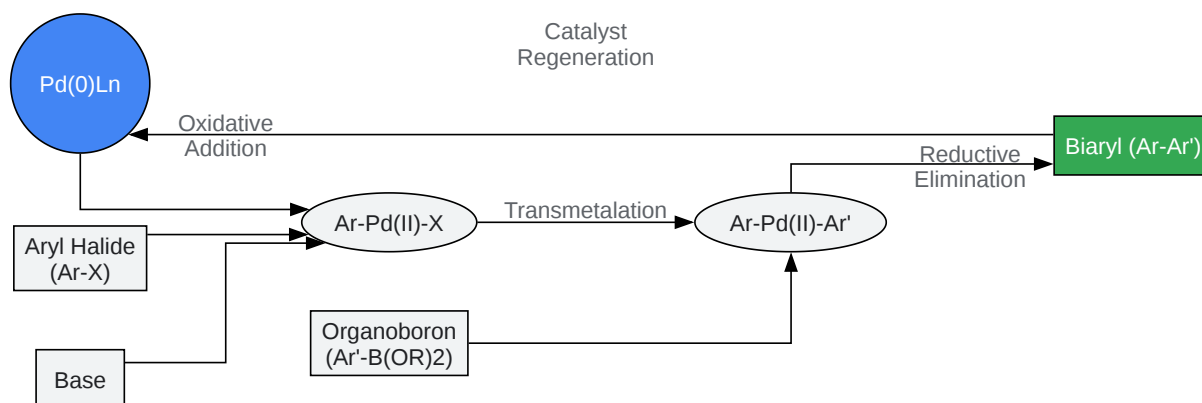 Catalyst
Regeneration
Pd(0)Ln
Oxidative
Addition
Biaryl (Ar-Ar')
Reductive
Elimination
Ar-Pd(II)-X
Transmetalation
Ar-Pd(II)-Ar'
Aryl Halide
(Ar-X)
Organoboron
(Ar'-B(OR)2)
Base